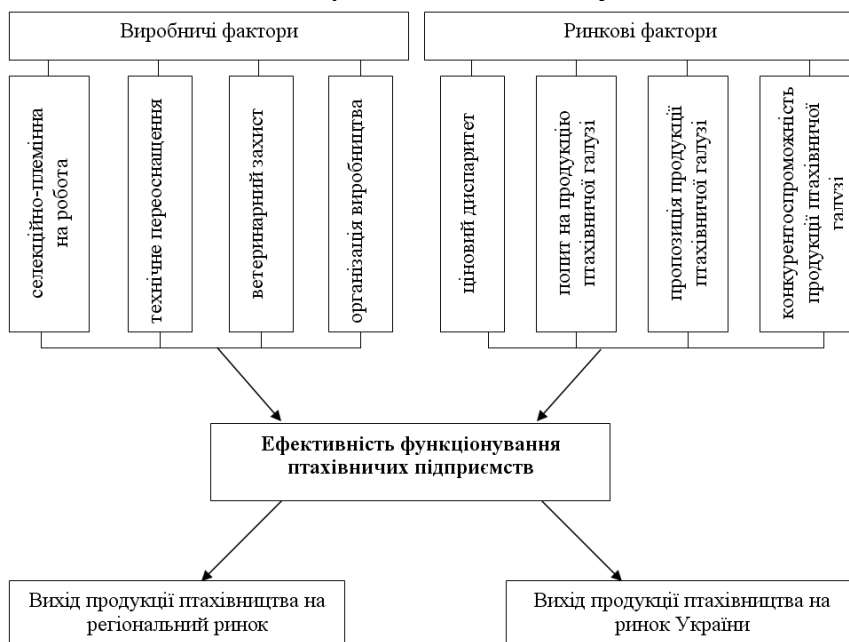 Виробничі фактори
Ринкові фактори
селекційно-племінна
на робота
технічне переоснащення
ветеринарний захист
організація виробництва
ціновий диспаритет
попит на продукцію
птахівничої галузі
пропозиція продукції
птахівничої галузі
конкурентоспроможність
продукції птахівничої
галузі
Ефективність функціонування
птахівничих підприємств
Вихід продукції птахівництва на
регіональний ринок
Вихід продукції птахівництва на
ринок України